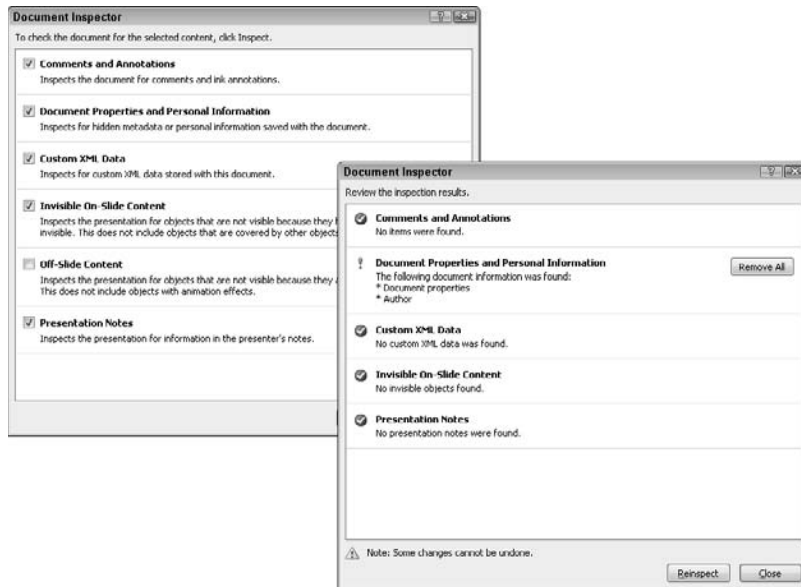 Document Inspector
To check the document for the selected content, click Inspect.
Comments and Annotations
Inspects the document for comments and ink annotations.
Document Properties and Personal Information
Inspects for hidden metadata or personal information saved with the document.
Custom XML Data
Inspects for custom XML data stored with this document.
Invisible On-Slide Content
Inspects the presentation for objects that are not visible because they
invisible. This does not include objects that are covered by other objects
Off-Slide Content
Inspects the presentation for objects that are not visible because they
This does not include objects with animation effects.
Presentation Notes
Inspects the presentation for information in the presenter's notes.
Document Inspector
Review the inspection results.
Comments and Annotations
No items were found.
Document Properties and Personal Information
The following document information was found:
* Document properties
* Author
Remove All
Custom XML Data
No custom XML data was found.
Invisible On-Slide Content
No invisible objects found.
Presentation Notes
No presentation notes were found.
Note: Some changes cannot be undone.
Reinspect
Close